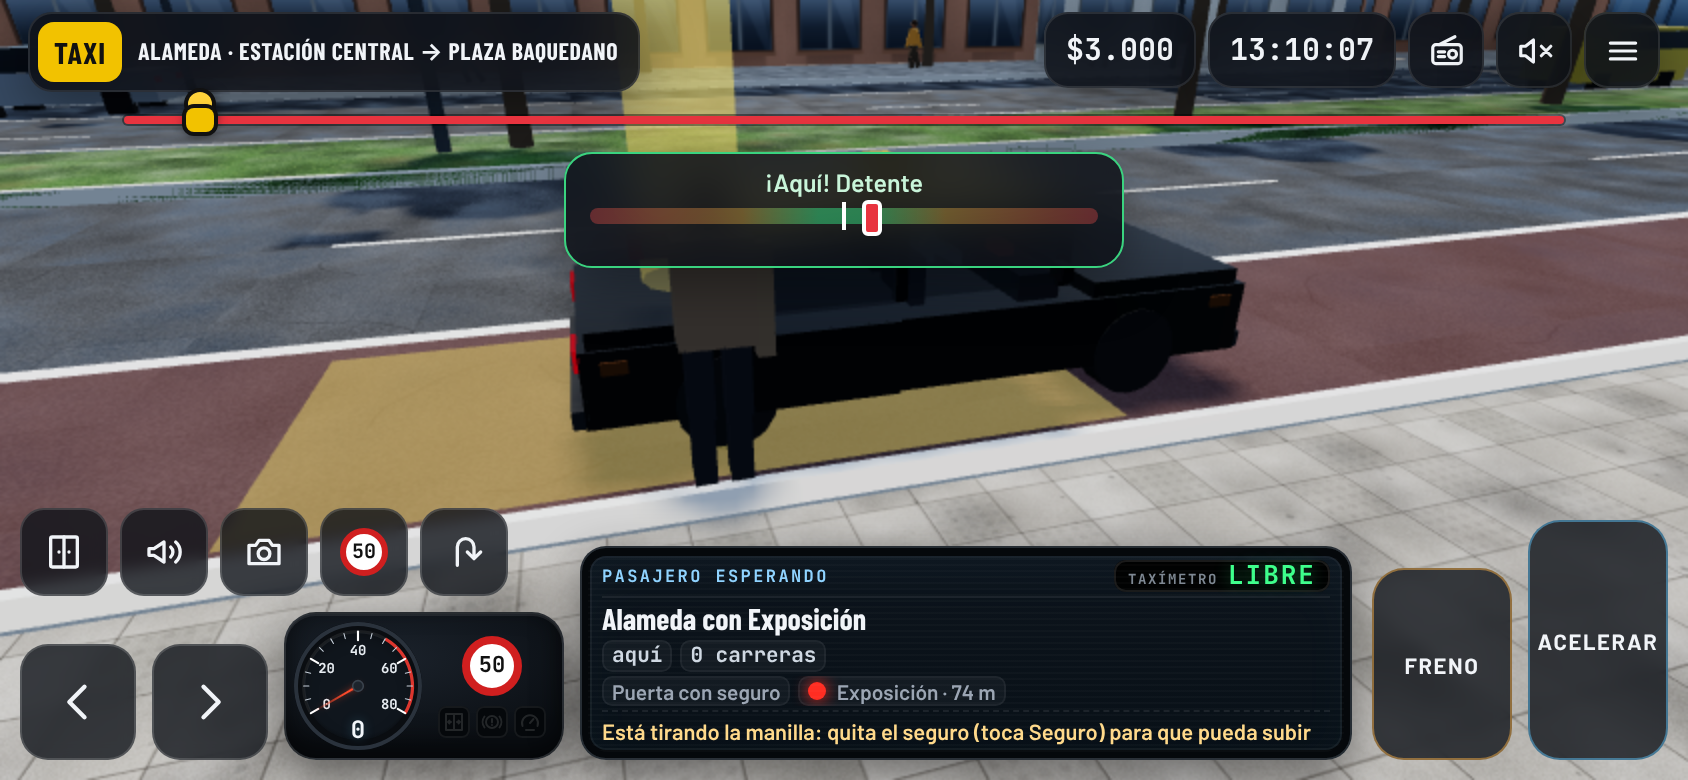 TAXI
ALAMEDA · ESTACIÓN CENTRAL → PLAZA BAQUEDANO
$3.000
13:10:07
¡Aquí! Detente
50
PASAJERO ESPERANDO
TAXÍMETRO LIBRE
Alameda con Exposición
aquí
0 carreras
Puerta con seguro
Exposición · 74 m
Está tirando la manilla: quita el seguro (toca Seguro) para que pueda subir
0
20
40
60
80
0
50
FRENO
ACELERAR